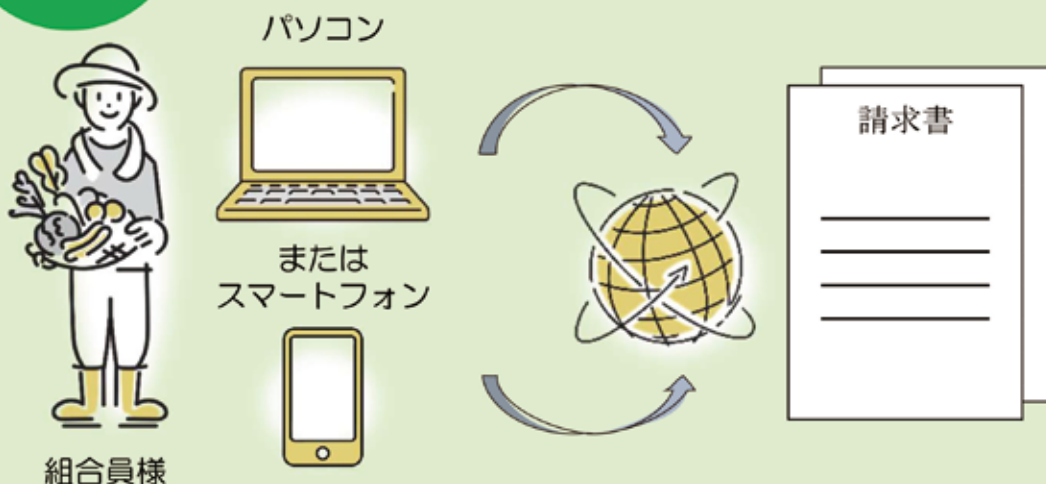 パソコン
または
スマートフォン
組合員様
請求書